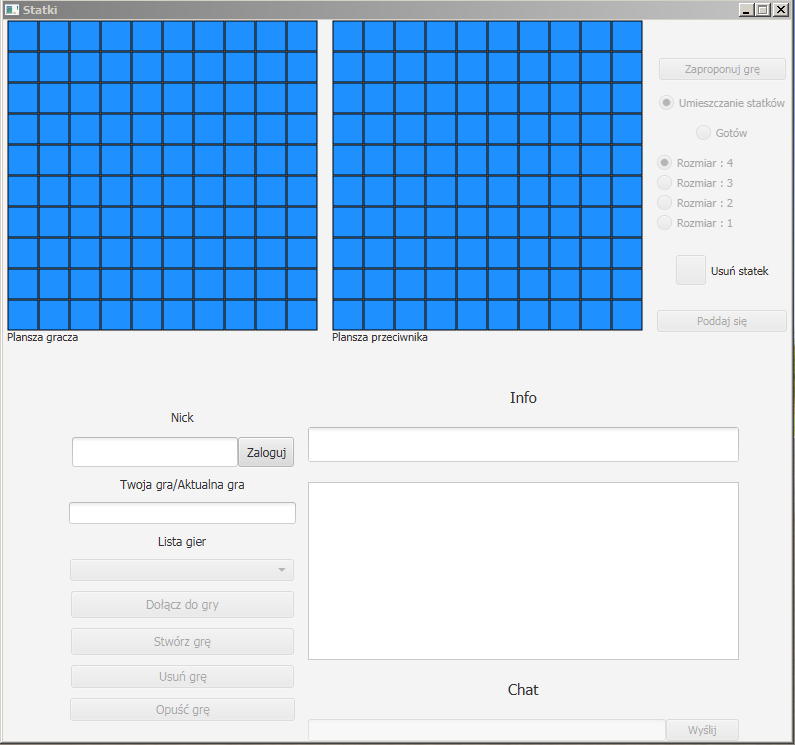 Statki
Zaproponuj grę
Umieszczanie statków
Gotów
Rozmiar : 4
Rozmiar : 3
Rozmiar : 2
Rozmiar : 1
Usuń statek
Poddaj się
Plansza gracza
Plansza przeciwnika
Nick
Zaloguj
Twoja gra/Aktualna gra
Lista gier
Dołącz do gry
Stwórz grę
Usuń grę
Opuść grę
Info
Chat
Wyślij